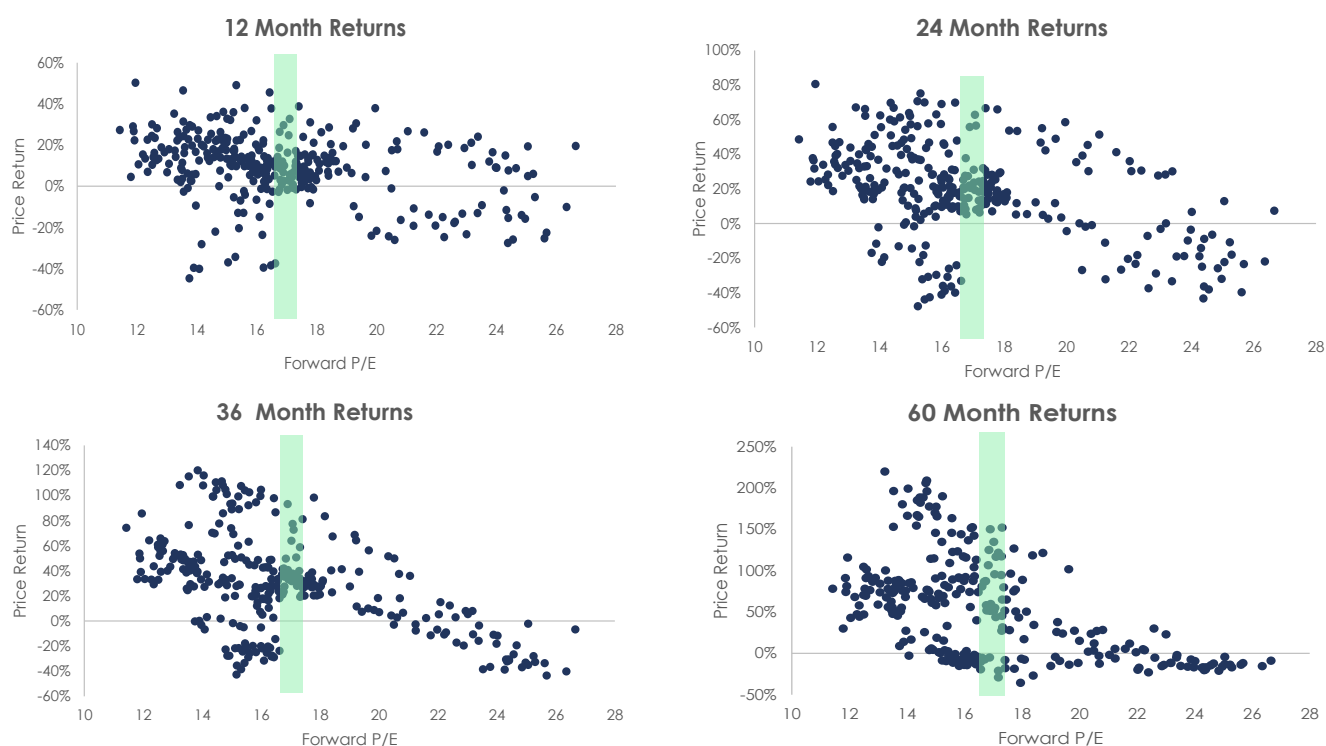 12 Month Returns
60%
40%
20%
0%
-20%
-40%
-60%
10 12 14 16 18 20 22 24 26 28
Price Return
Forward P/E
24 Month Returns
100%
80%
60%
40%
20%
0%
-20%
-40%
-60%
10 12 14 16 18 20 22 24 26 28
Price Return
Forward P/E
36 Month Returns
140%
120%
100%
80%
60%
40%
20%
0%
-20%
-40%
-60%
10 12 14 16 18 20 22 24 26 28
Price Return
Forward P/E
60 Month Returns
250%
200%
150%
100%
50%
0%
-50%
10 12 14 16 18 20 22 24 26 28
Price Return
Forward P/E